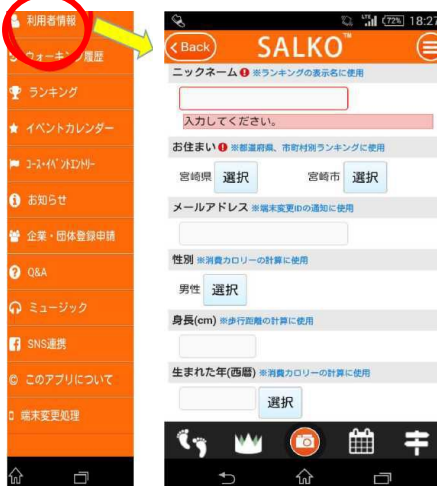 利用者情報
ウォーキング履歴
ランキング
イベントカレンダー
コース・イベントエントリー
お知らせ
企業・団体登録申請
Q&A
ミュージック
SNS連携
このアプリについて
端末変更処理
72% 18:27
Back SALKO™
ニックネーム ※ランキングの表示名に使用
入力してください。
お住まい ※都道府県、市町村別ランキングに使用
宮崎県 選択 宮崎市 選択
メールアドレス ※端末変更IDの通知に使用
性別 ※消費カロリーの計算に使用
男性 選択
身長(cm) ※歩行距離の計算に使用
生まれた年(西暦) ※消費カロリーの計算に使用
選択